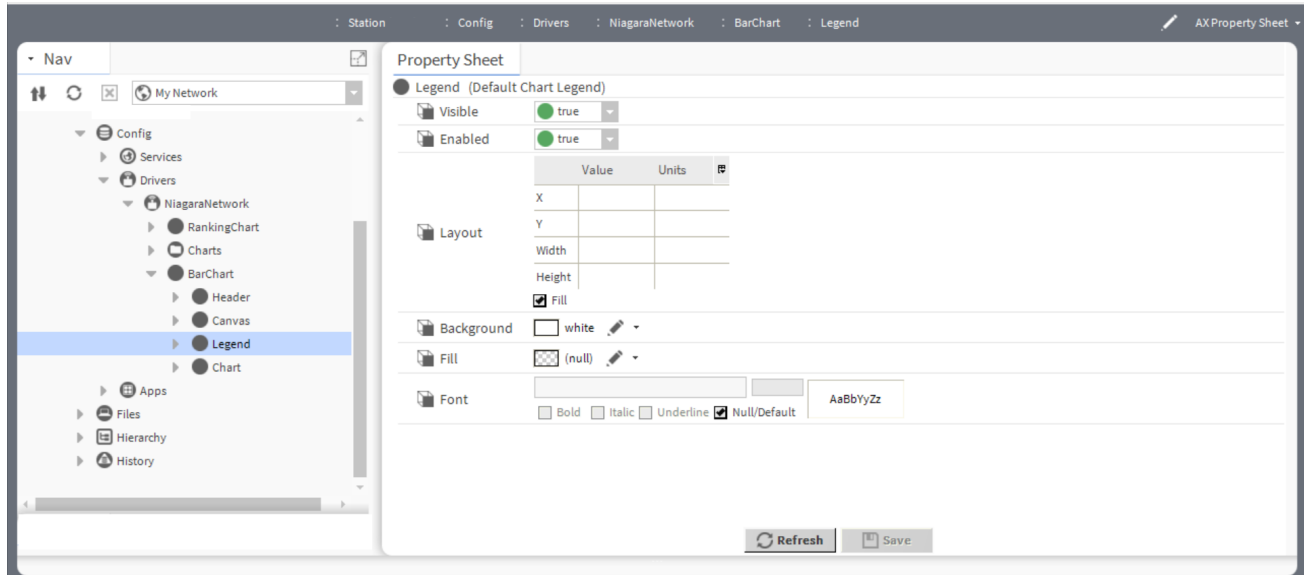 : Station : Config : Drivers : NiagaraNetwork : BarChart : Legend AX Property Sheet
Nav
My Network
Config
Services
Drivers
NiagaraNetwork
RankingChart
Charts
BarChart
Header
Canvas
Legend
Chart
Apps
Files
Hierarchy
History
Property Sheet
Legend (Default Chart Legend)
Visible true
Enabled true
Layout
Value Units
X
Y
Width
Height
Fill
Background white
Fill (null)
Font AaBbYyZz
Bold Italic Underline Null/Default
Refresh Save